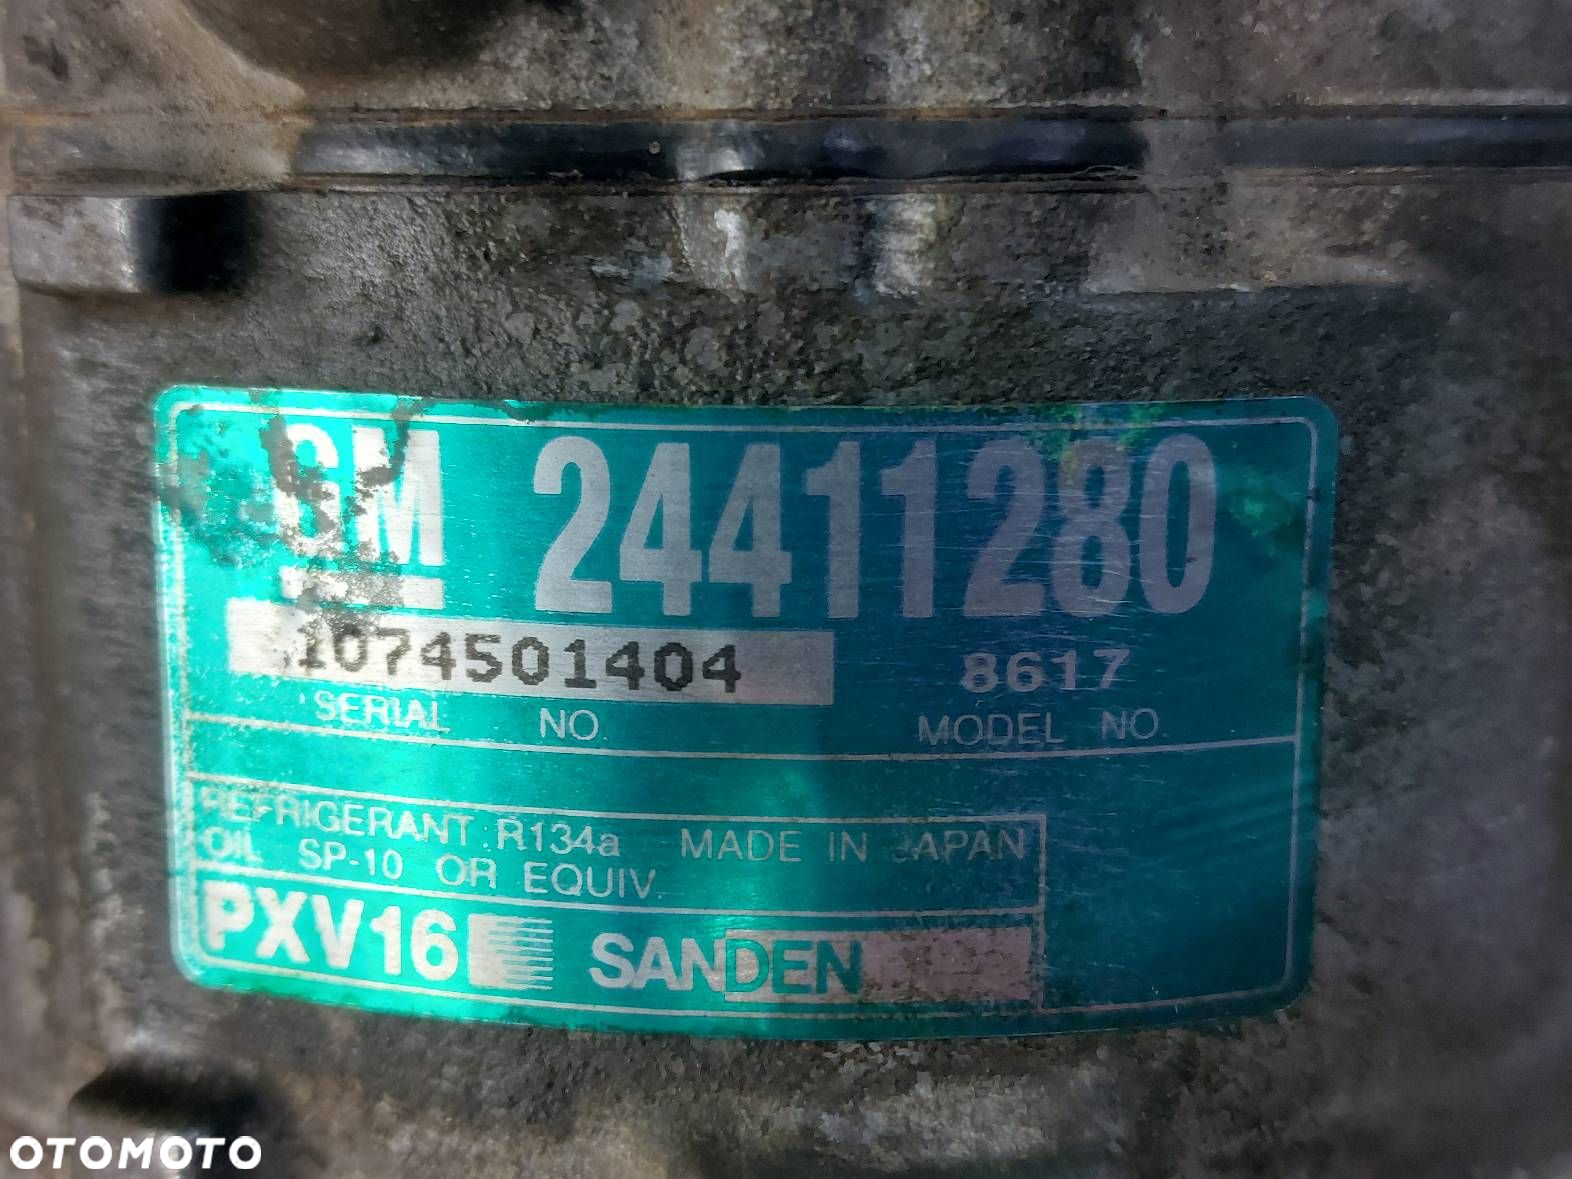 GM 24411280
1074501404 8617
SERIAL NO. MODEL NO.
REFRIGERANT : R134a MADE IN JAPAN
OIL SP-10 OR EQUIV.
PXV16 SANDEN
OTOMOTO